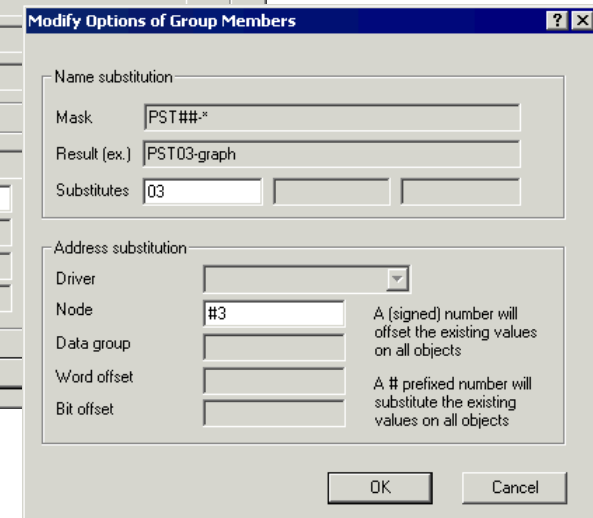 Modify Options of Group Members
Name substitution
Mask PST##-*
Result (ex.) PST03-graph
Substitutes 03
Address substitution
Driver
Node #3
Data group
Word offset
Bit offset
A (signed) number will
offset the existing values
on all objects
A # prefixed number will
substitute the existing
values on all objects
OK Cancel